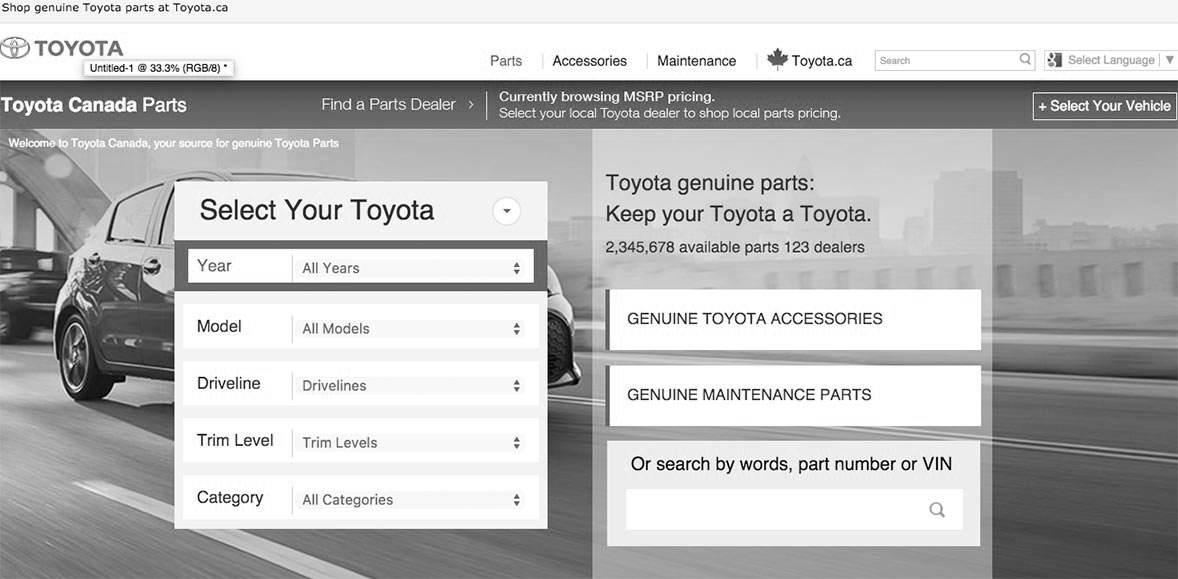 Shop genuine Toyota parts at Toyota.ca
TOYOTA
Untitled-1 @ 33.3% (RGB/8) *
Parts
Accessories
Maintenance
Toyota.ca
Search
Select Language
Toyota Canada Parts
Find a Parts Dealer
Currently browsing MSRP pricing.
Select your local Toyota dealer to shop local parts pricing.
+ Select Your Vehicle
Welcome to Toyota Canada, your source for genuine Toyota Parts
Select Your Toyota
Year All Years
Model All Models
Driveline Drivelines
Trim Level Trim Levels
Category All Categories
Toyota genuine parts:
Keep your Toyota a Toyota.
2,345,678 available parts 123 dealers
GENUINE TOYOTA ACCESSORIES
GENUINE MAINTENANCE PARTS
Or search by words, part number or VIN